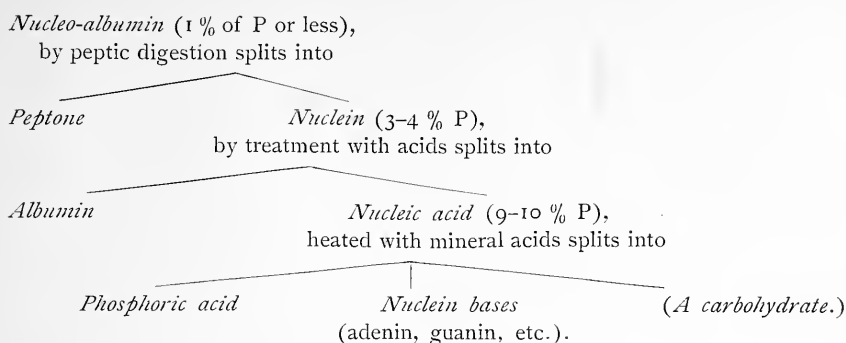 Nucleo-albumin (1 % of P or less),
by peptic digestion splits into
Peptone Nuclein (3–4 % P),
by treatment with acids splits into
Albumin Nucleic acid (9–10 % P),
heated with mineral acids splits into
Phosphoric acid Nuclein bases (A carbohydrate.)
(adenin, guanin, etc.).